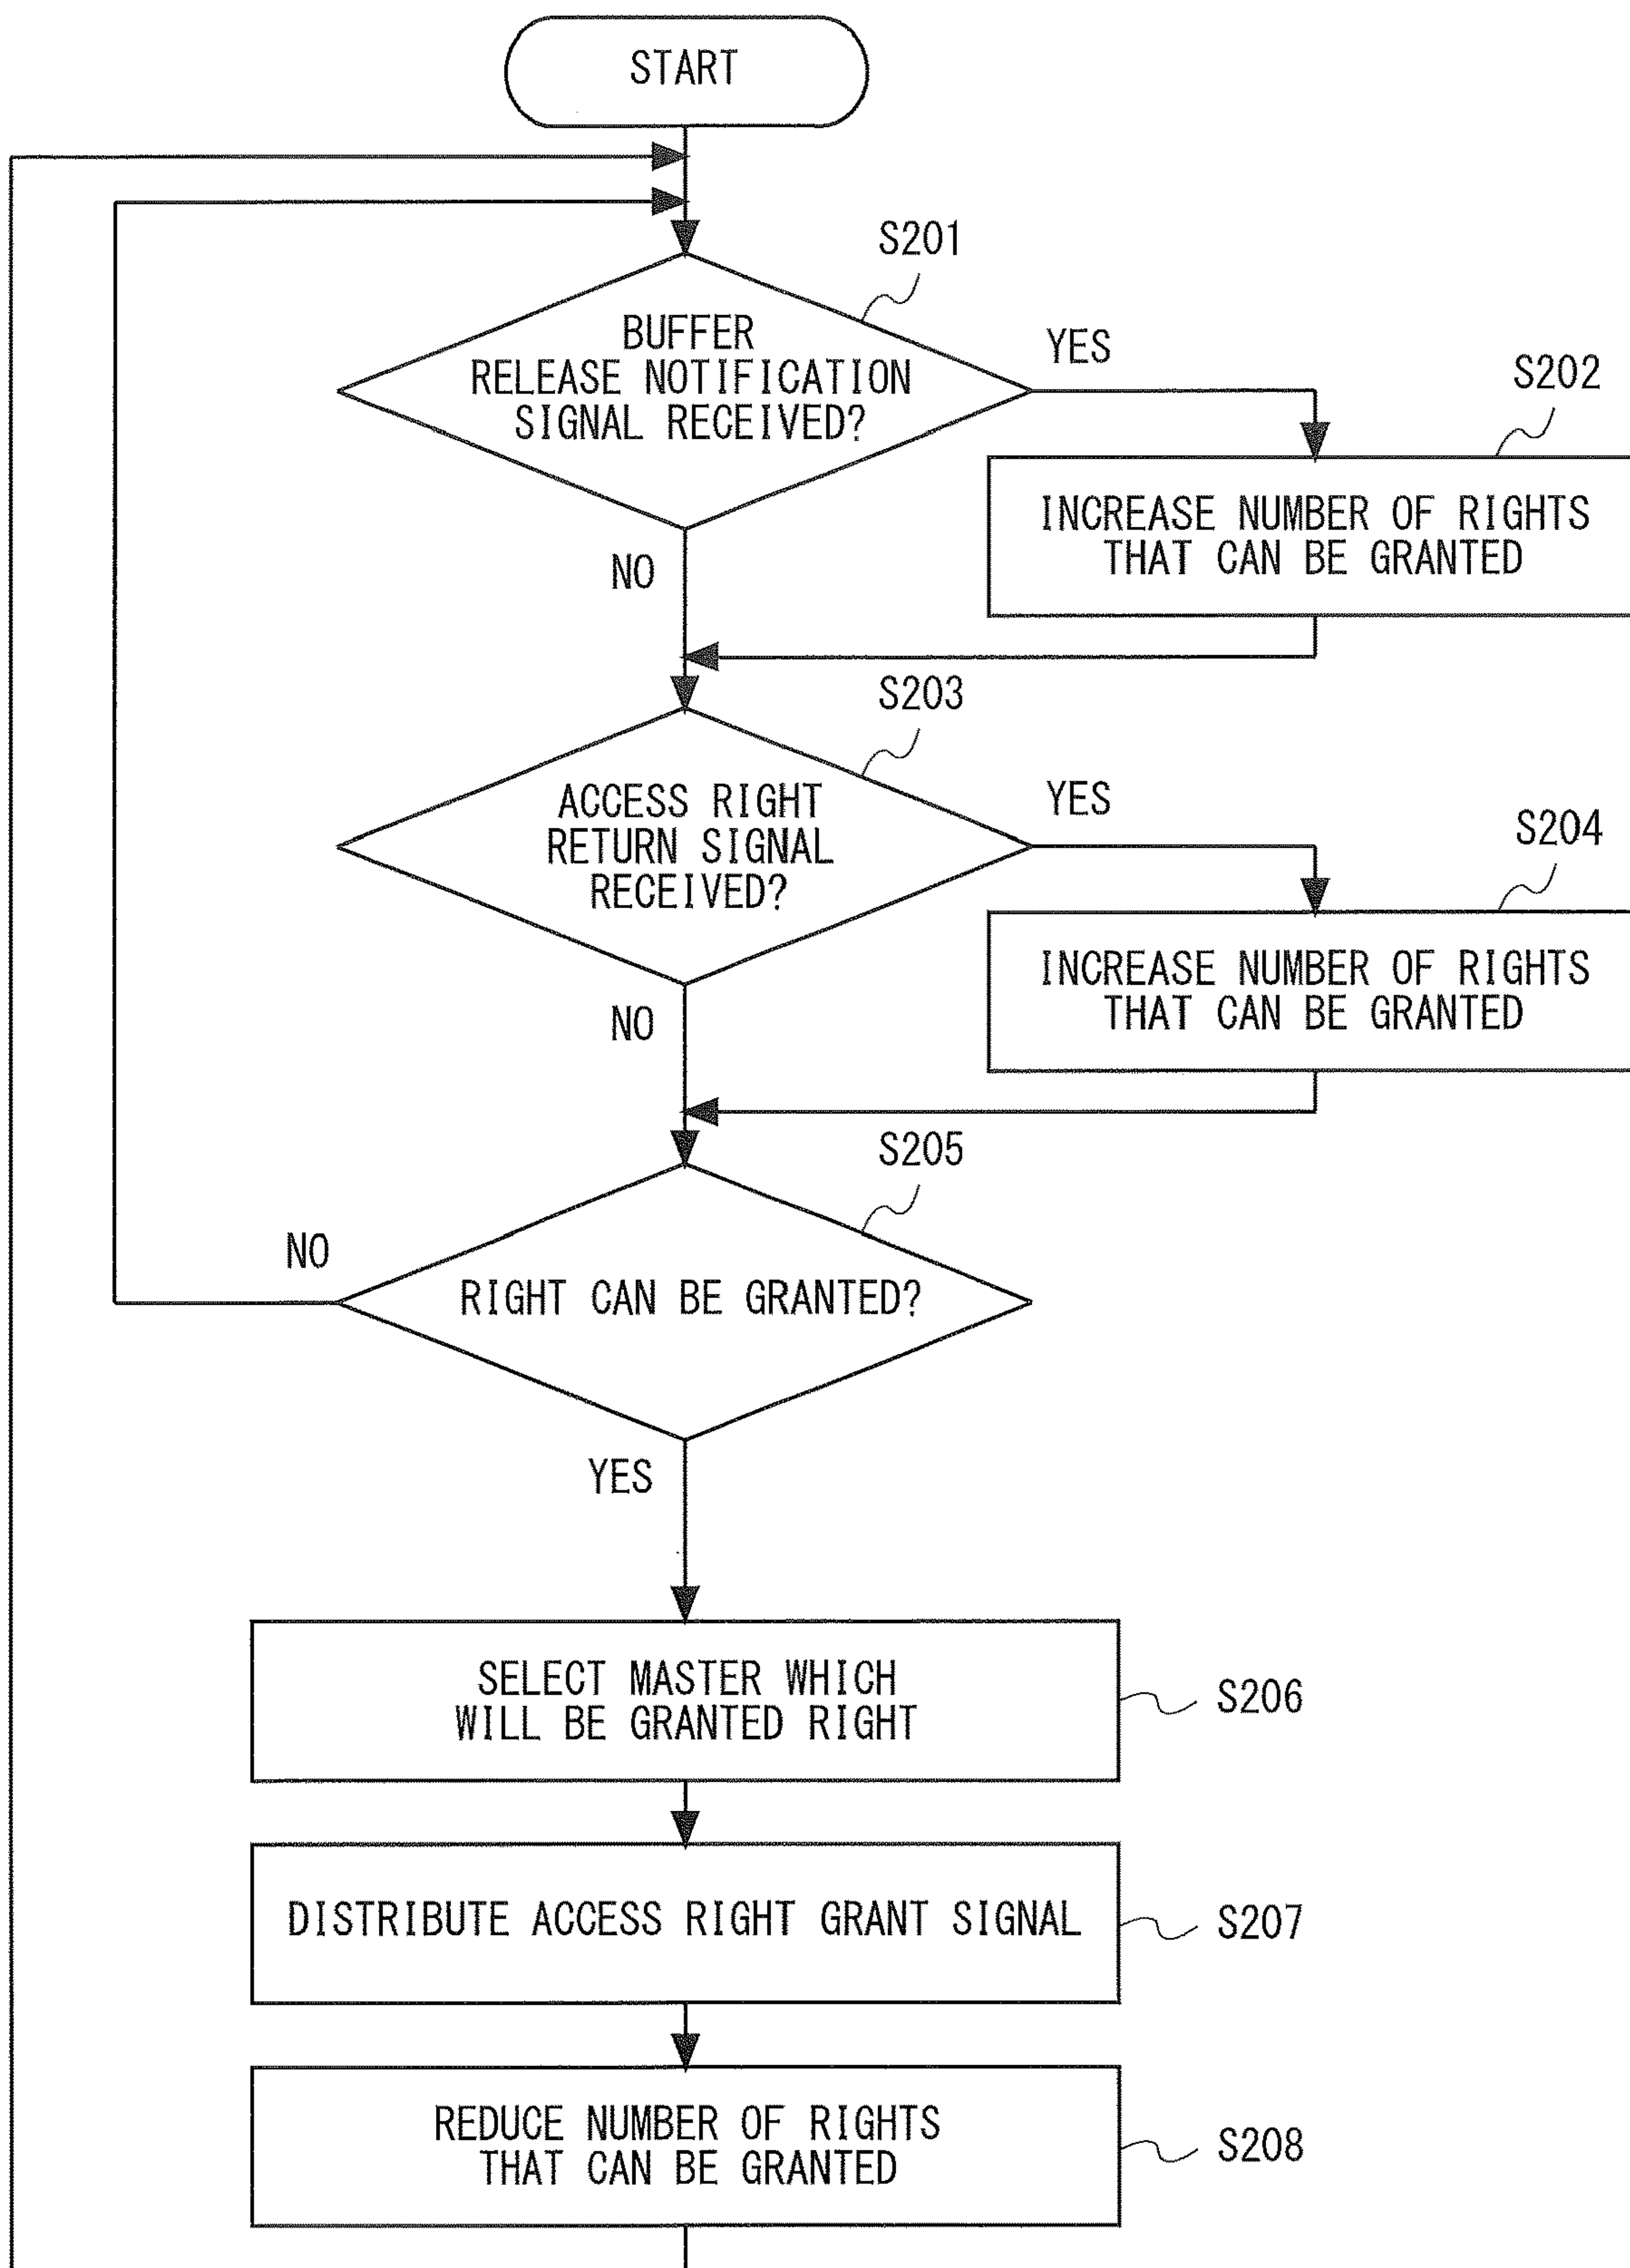 START
S201
BUFFER
RELEASE NOTIFICATION
SIGNAL RECEIVED?
YES
S202
INCREASE NUMBER OF RIGHTS
THAT CAN BE GRANTED
NO
S203
ACCESS RIGHT
RETURN SIGNAL
RECEIVED?
YES
S204
INCREASE NUMBER OF RIGHTS
THAT CAN BE GRANTED
NO
S205
RIGHT CAN BE GRANTED?
NO
YES
SELECT MASTER WHICH
WILL BE GRANTED RIGHT
S206
DISTRIBUTE ACCESS RIGHT GRANT SIGNAL
S207
REDUCE NUMBER OF RIGHTS
THAT CAN BE GRANTED
S208